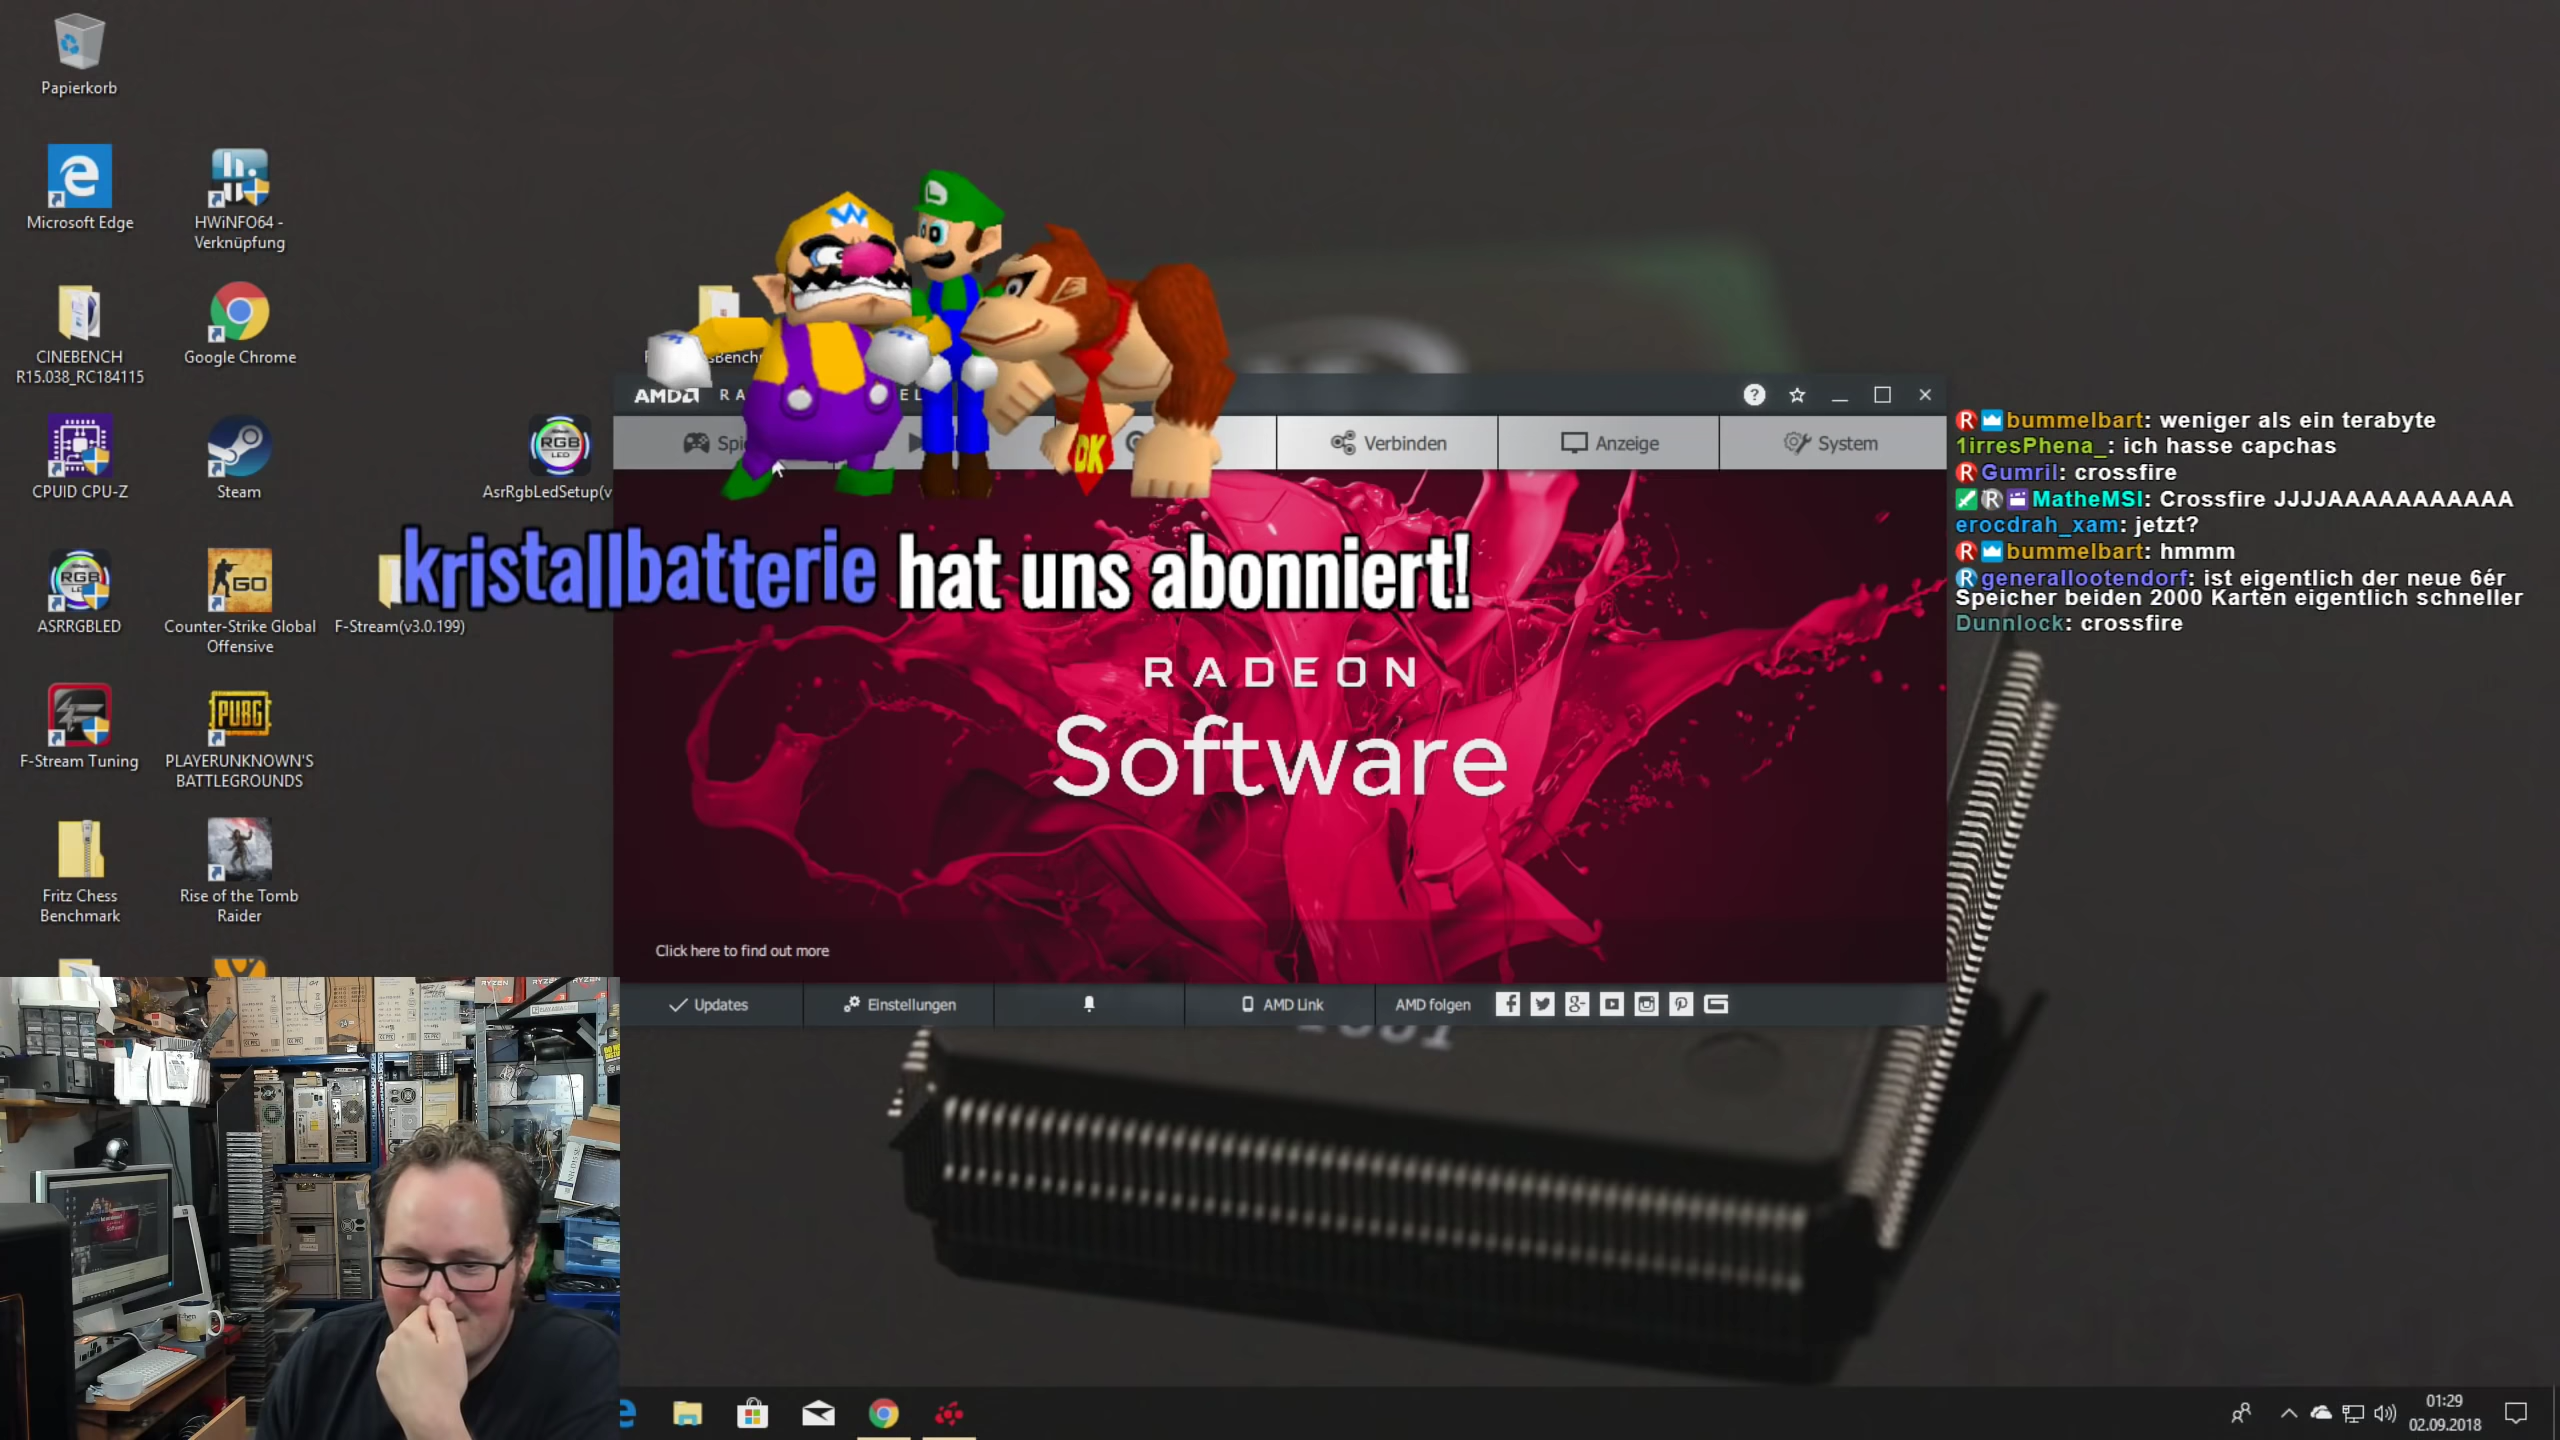 Papierkorb
Microsoft Edge
HWiNFO64 -
Verknüpfung
CINEBENCH
R15.038_RC184115
Google Chrome
CPUID CPU-Z
Steam
AsrRgbLedSetup(v
ASRRGBLED
Counter-Strike Global
Offensive
F-Stream(v3.0.199)
F-Stream Tuning
PLAYERUNKNOWN'S
BATTLEGROUNDS
Fritz Chess
Benchmark
Rise of the Tomb
Raider
AMD
Verbinden
Anzeige
System
DK
kristallbatterie hat uns abonniert!
RADEON
Software
Click here to find out more
Updates
Einstellungen
AMD Link
AMD folgen
bummelbart: weniger als ein terabyte
1irresPhena_: ich hasse capchas
Gumril: crossfire
MatheMSI: Crossfire JJJJAAAAAAAAAAA
erocdrah_xam: jetzt?
bummelbart: hmmm
generallootendorf: ist eigentlich der neue 6ér
Speicher beiden 2000 Karten eigentlich schneller
Dunnlock: crossfire
01:29
02.09.2018